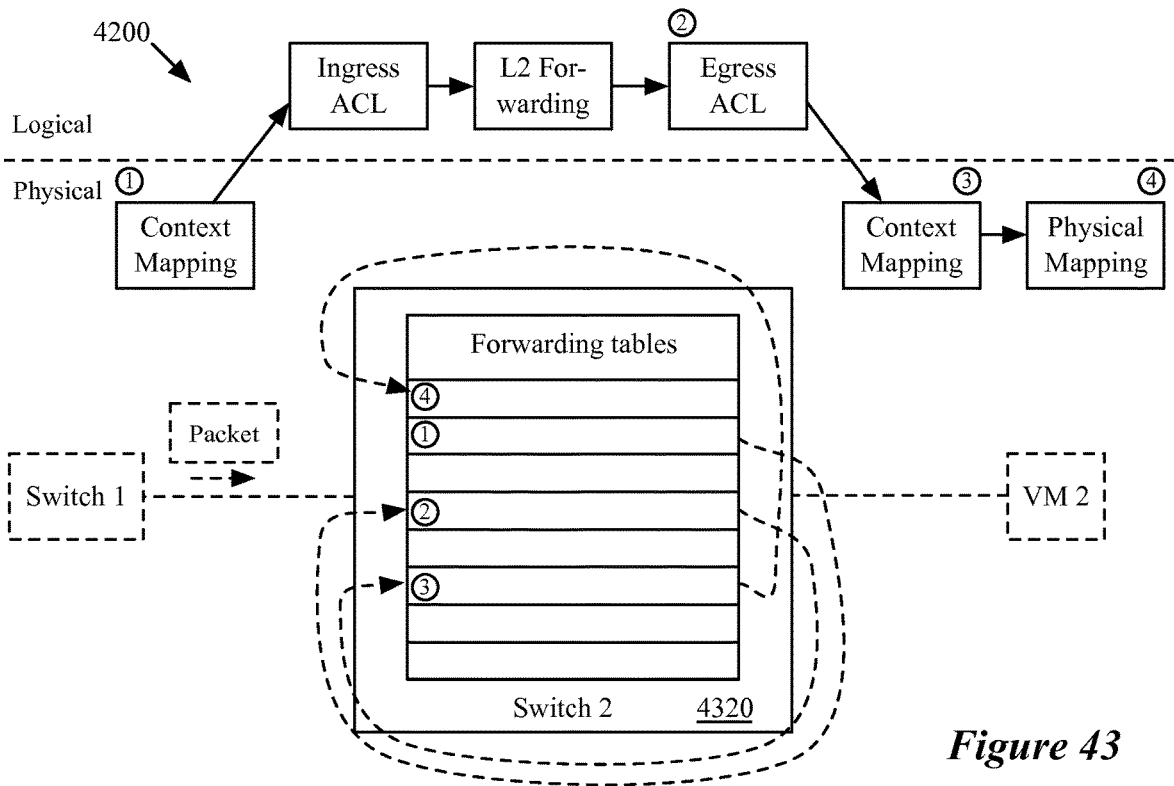 4200
②
Ingress
ACL
L2 For-
warding
Egress
ACL
Logical
Physical
①
③
④
Context
Mapping
Context
Mapping
Physical
Mapping
Forwarding tables
④
①
Packet
Switch 1
②
VM 2
③
Switch 2
4320
Figure 43